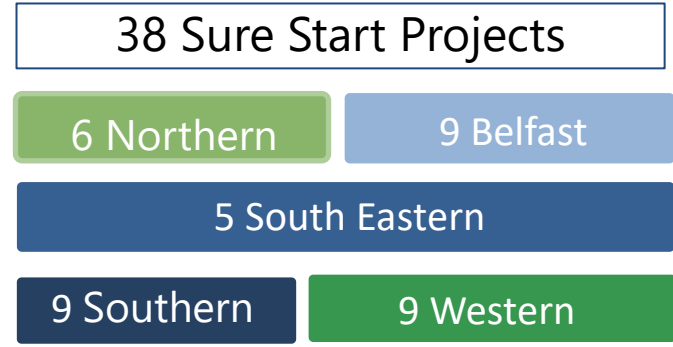 38 Sure Start Projects
6 Northern
9 Belfast
5 South Eastern
9 Southern
9 Western